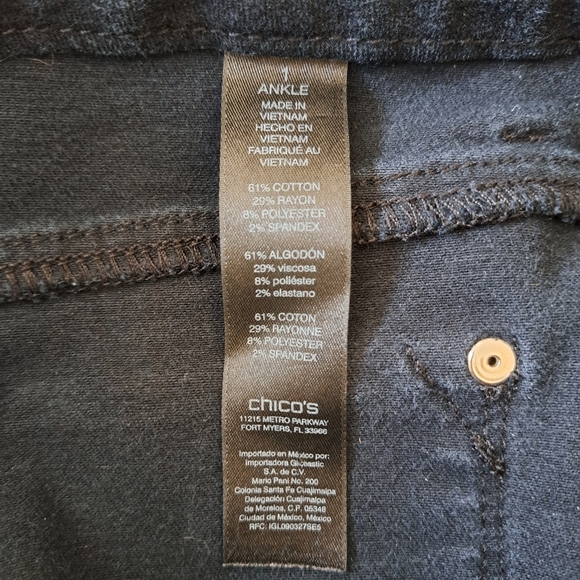 1
ANKLE
MADE IN
VIETNAM
HECHO EN
VIETNAM
FABRIQUÉ AU
VIETNAM
61% COTTON
29% RAYON
8% POLYESTER
2% SPANDEX
61% ALGODÓN
29% viscosa
8% poliéster
2% elastano
61% COTON
29% RAYONNE
8% POLYESTER
2% SPANDEX
chico's
11215 METRO PARKWAY
FORT MYERS, FL 33966
Importado en México por:
Importadora Glonastic
S.A. de C.V.
Mario Pani No. 200
Colonia Santa Fe Cuajimalpa
Delegación Cuajimalpa
de Morelos, C.P. 05348
Ciudad de México, México
RFC: IGL090327SE5